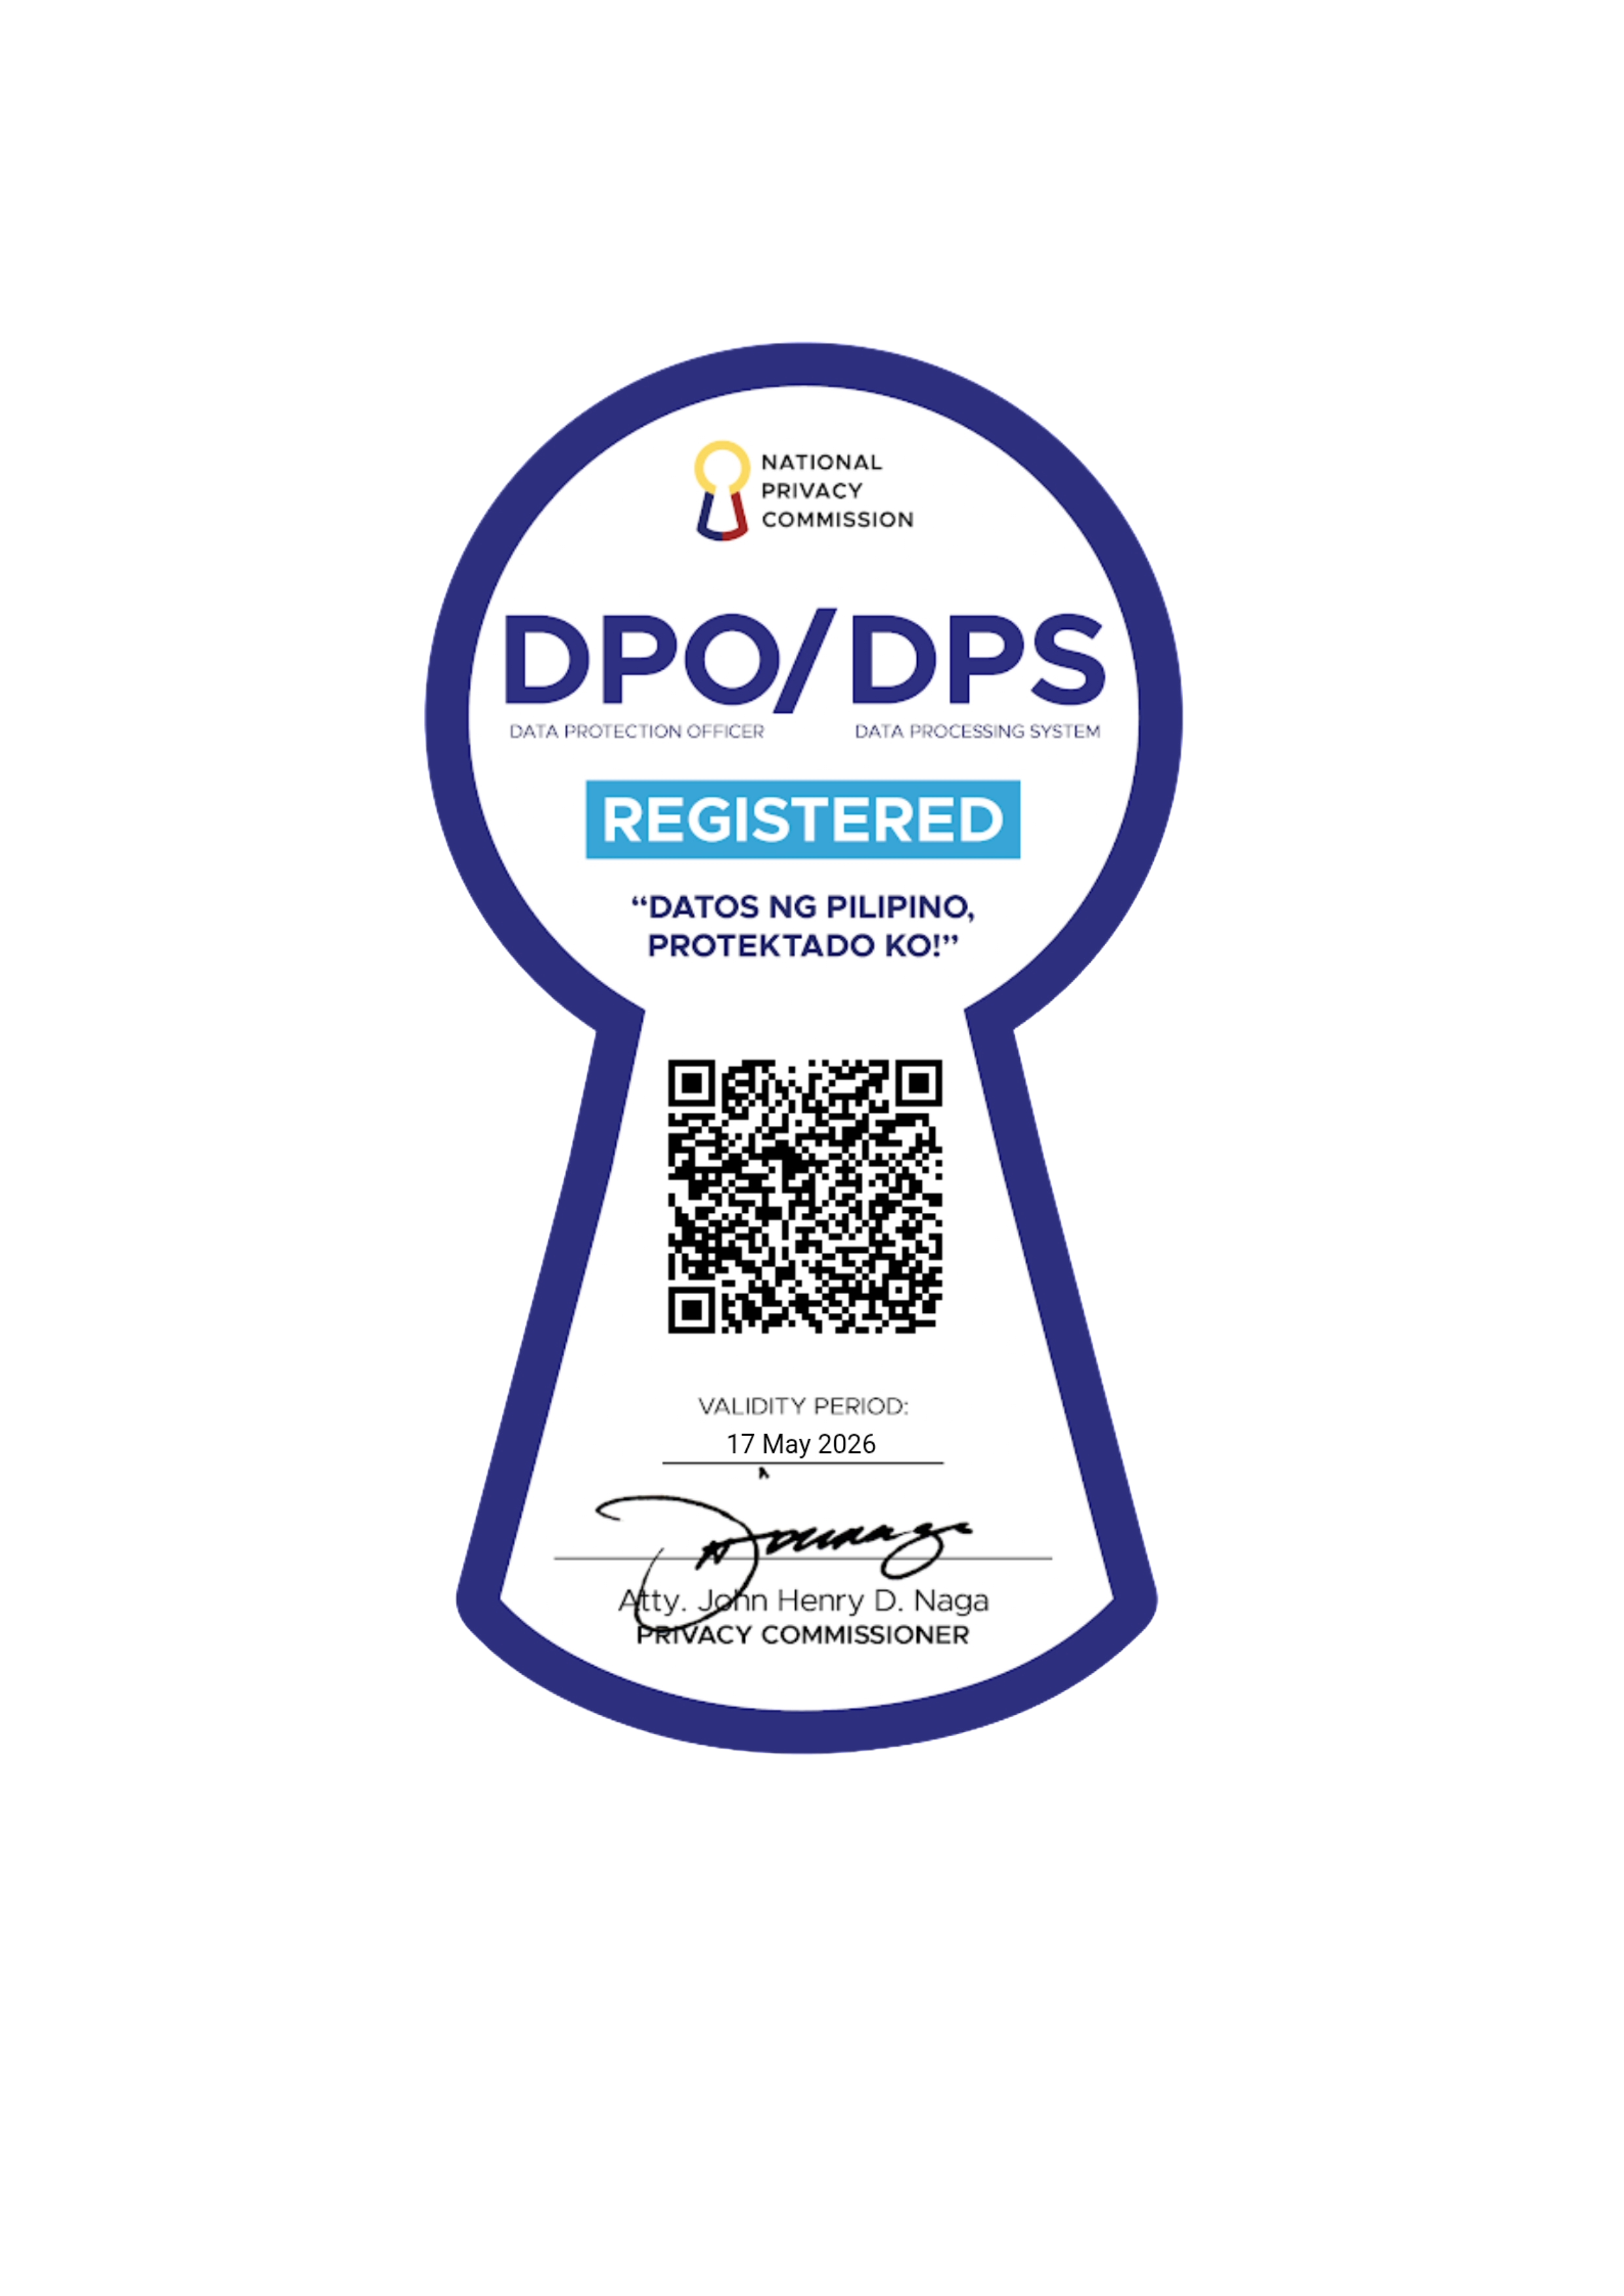 NATIONAL
PRIVACY
COMMISSION
DPO/DPS
DATA PROTECTION OFFICER DATA PROCESSING SYSTEM
REGISTERED
“DATOS NG PILIPINO,
PROTEKTADO KO!”
VALIDITY PERIOD:
17 May 2026
Atty. John Henry D. Naga
PRIVACY COMMISSIONER